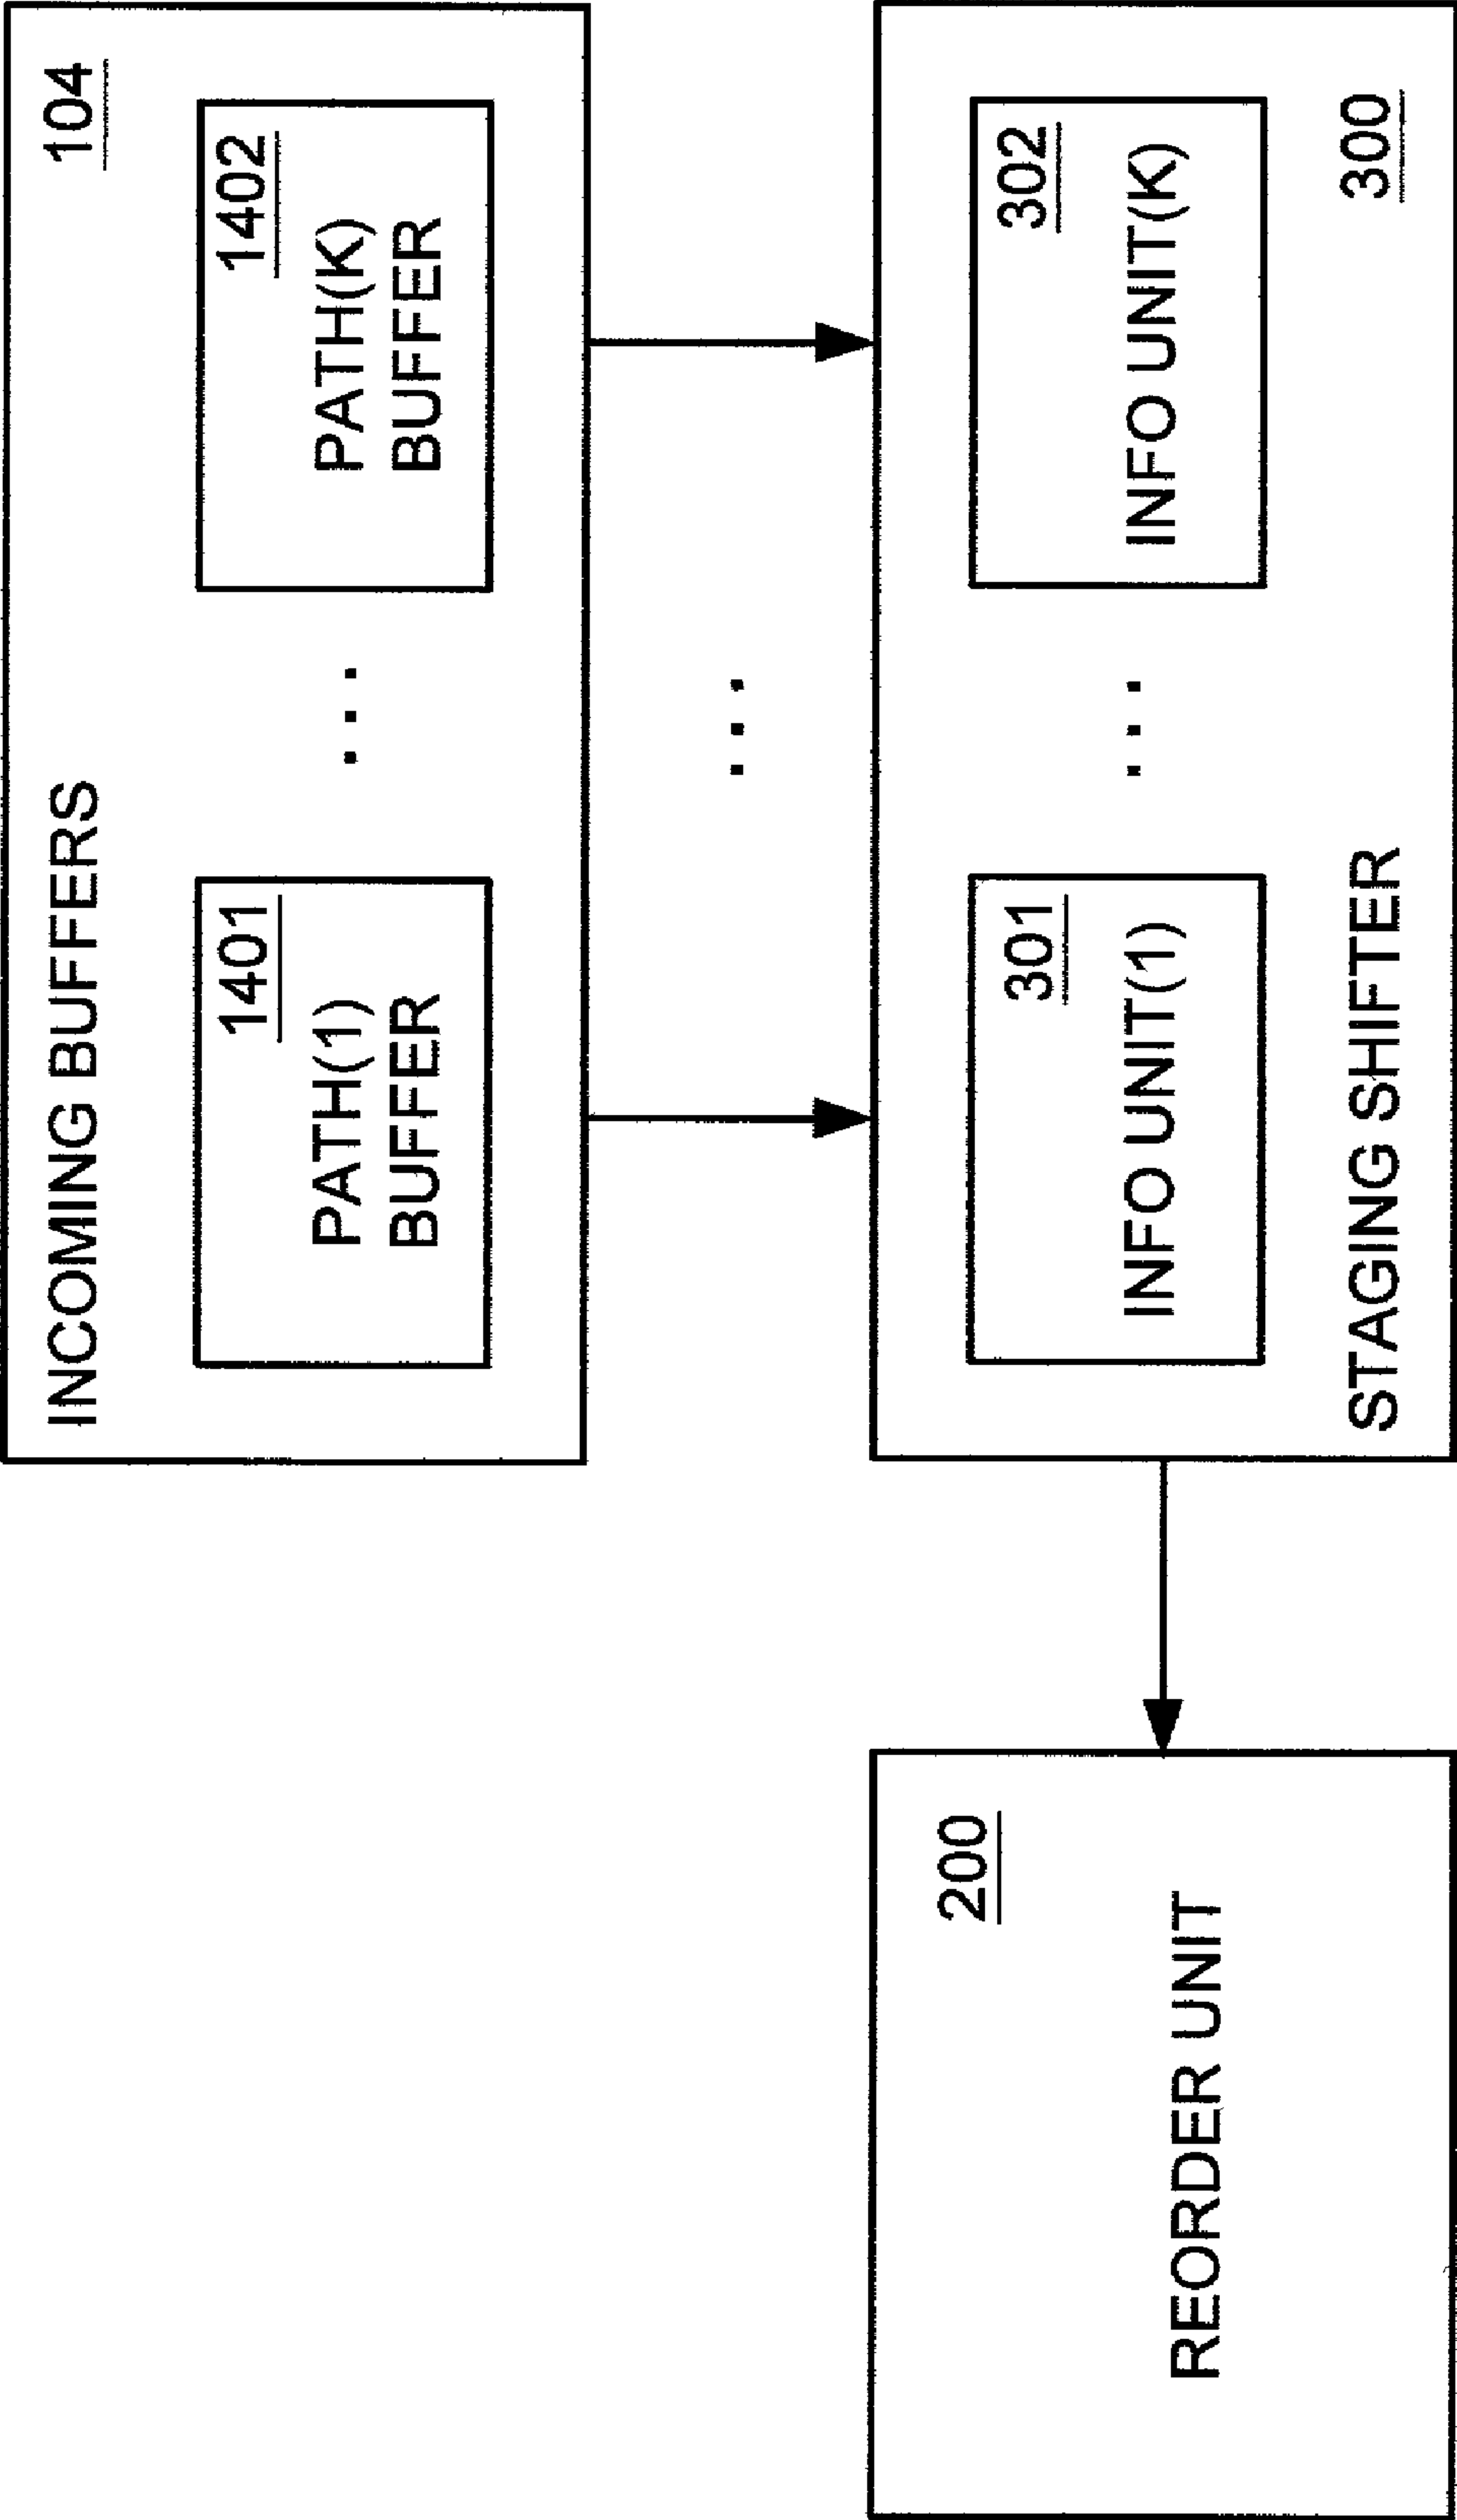 INCOMING BUFFERS 104
1401
PATH(1)
BUFFER
. . .
1402
PATH(K)
BUFFER
. . .
200
REORDER UNIT
301
INFO UNIT(1)
. . .
302
INFO UNIT(K)
STAGING SHIFTER 300